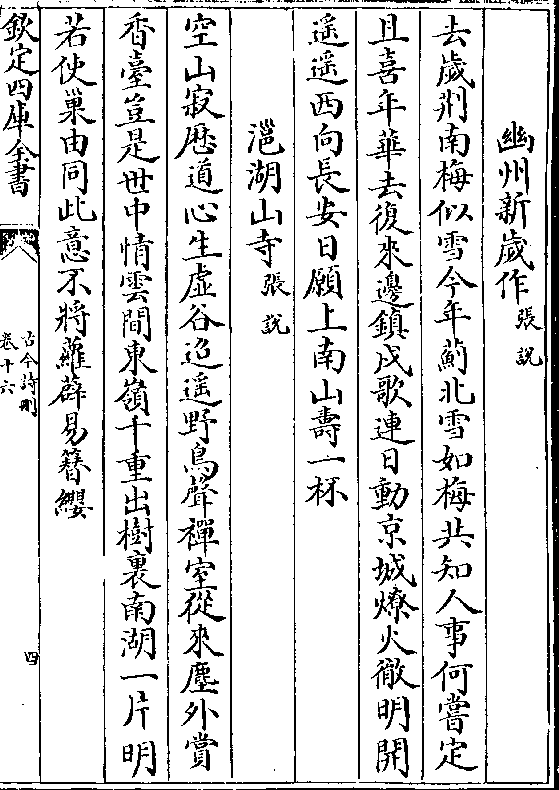 幽州新歲作 張說
去歲荆南梅似雪今年薊北雪如梅共知人事何嘗定
且喜年華去復來邊鎮戍歌連日動京城燎火徹明開
遥遥西向長安日願上南山壽一杯
㴩湖山寺 張說
空山寂歴道心生虚谷迢遥野鳥聲禪室從來塵外賞
香臺豈是世中情雲間東嶺千重出樹裏南湖一片明
若使巢由同此意不將蘿薜易簪纓
欽定四庫全書
古今詩刪
卷十六
四